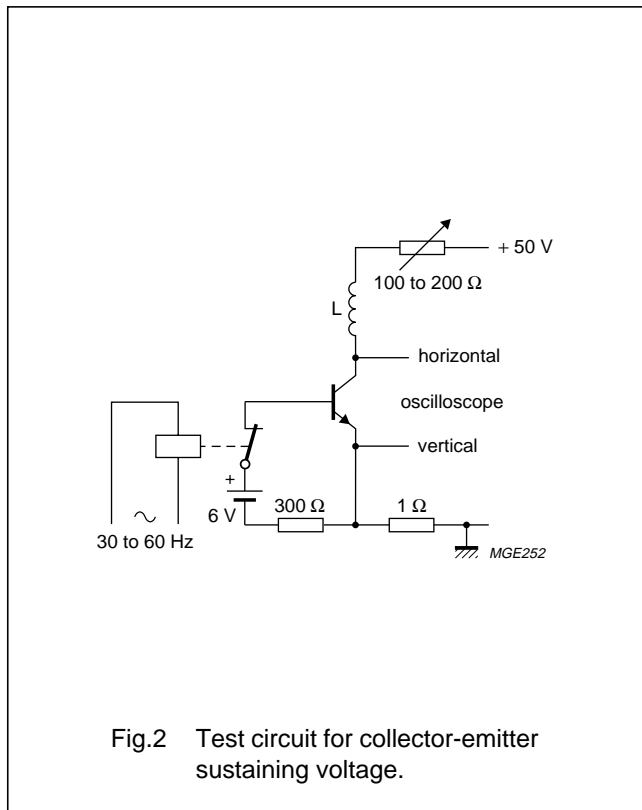 + 50 V
100 to 200 Ω
L
horizontal
oscilloscope
vertical
+
6 V
300 Ω
1 Ω
30 to 60 Hz
MGE252
Fig.2 Test circuit for collector-emitter
sustaining voltage.